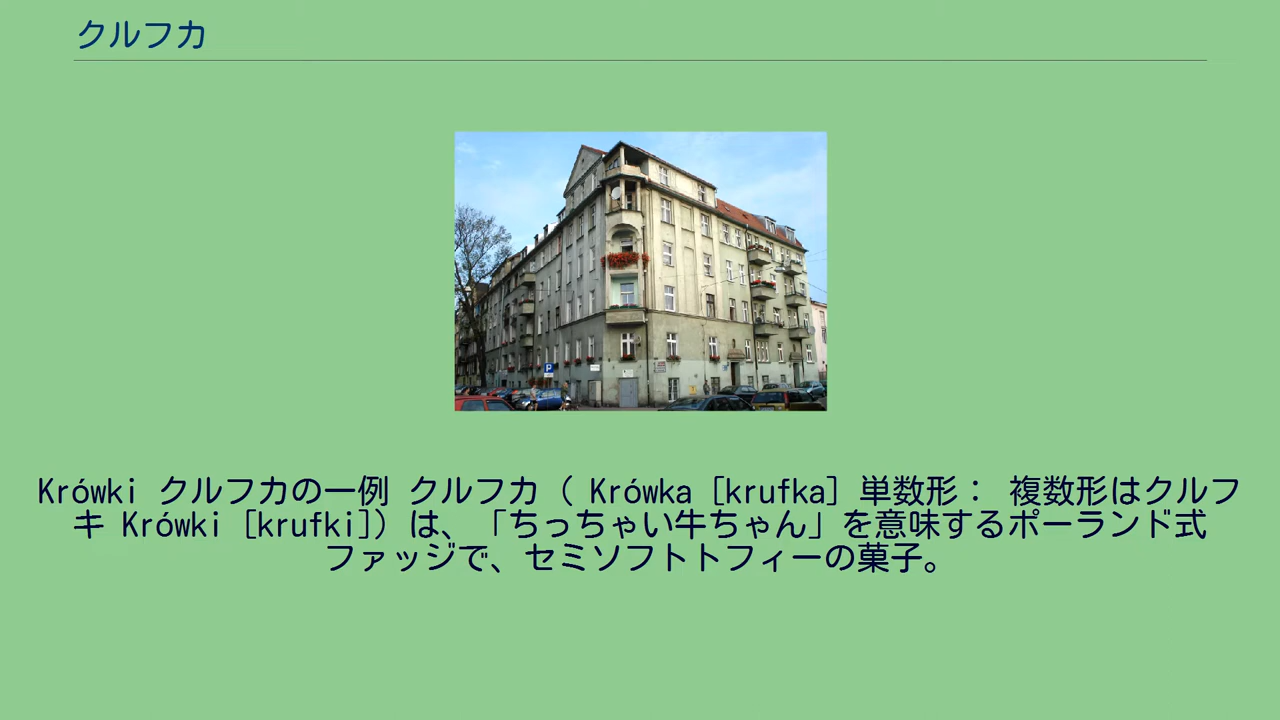 クルフカ
Krówki クルフカの一例 クルフカ（ Krówka [krufka] 単数形： 複数形はクルフ
キ Krówki [krufki]）は、「ちっちゃい牛ちゃん」を意味するポーランド式
ファッジで、セミソフトトフィーの菓子。